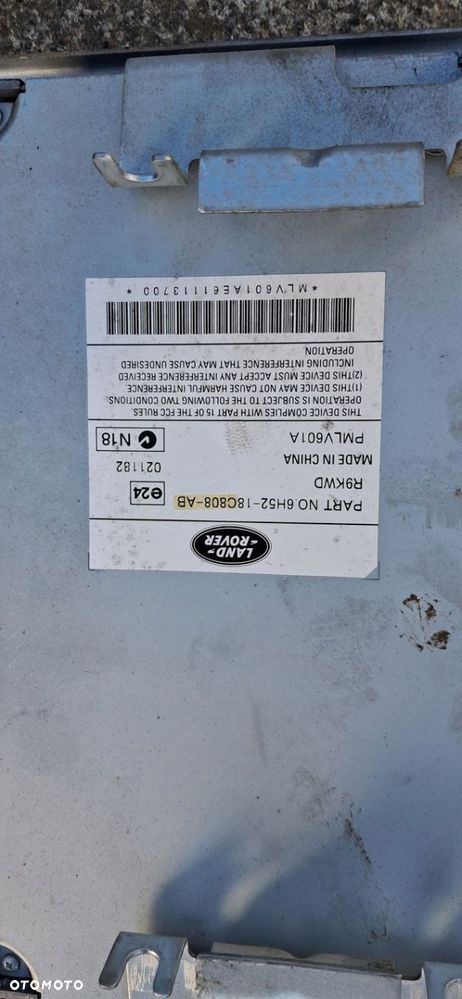 LAND-
-ROVER
PART NO.6H52-18C808-AB
R9KWD
e24
MADE IN CHINA
021182
PMLV601A
N18
THIS DEVICE COMPLIES WITH PART 15 OF THE FCC RULES.
OPERATION IS SUBJECT TO THE FOLLOWING TWO CONDITIONS:
(1)THIS DEVICE MAY NOT CAUSE HARMFUL INTERFERENCE.
(2)THIS DEVICE MUST ACCEPT ANY INTERFERENCE RECEIVED
INCLUDING INTERFERENCE THAT MAY CAUSE UNDESIRED
OPERATION.
*MLV601AE61113700*
OTOMOTO